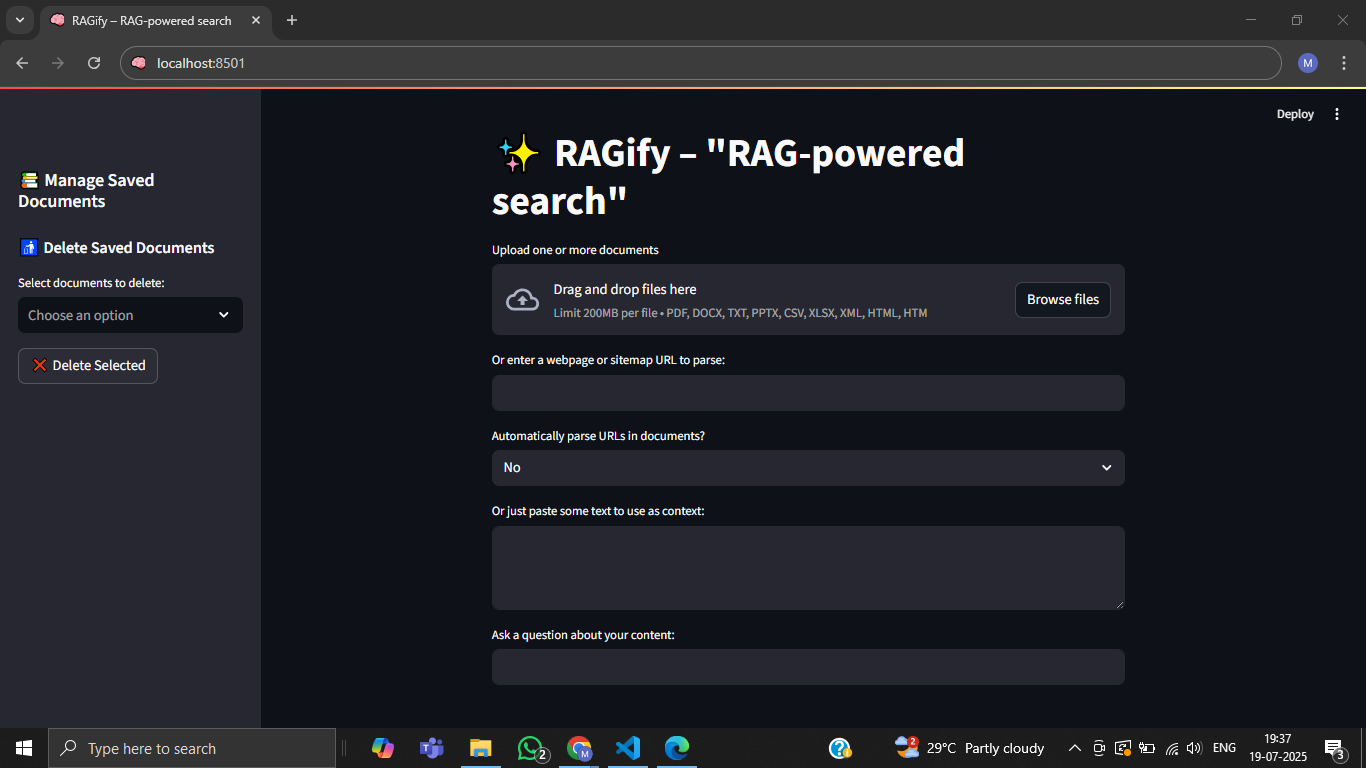 RAGify – RAG-powered search
localhost:8501
M
Deploy
Manage Saved
Documents
Delete Saved Documents
Select documents to delete:
Choose an option
Delete Selected
RAGify – "RAG-powered
search"
Upload one or more documents
Drag and drop files here
Limit 200MB per file • PDF, DOCX, TXT, PPTX, CSV, XLSX, XML, HTML, HTM
Browse files
Or enter a webpage or sitemap URL to parse:
Automatically parse URLs in documents?
No
Or just paste some text to use as context:
Ask a question about your content:
Type here to search
2
M
2
29°C Partly cloudy
ENG
19:37
19-07-2025
3